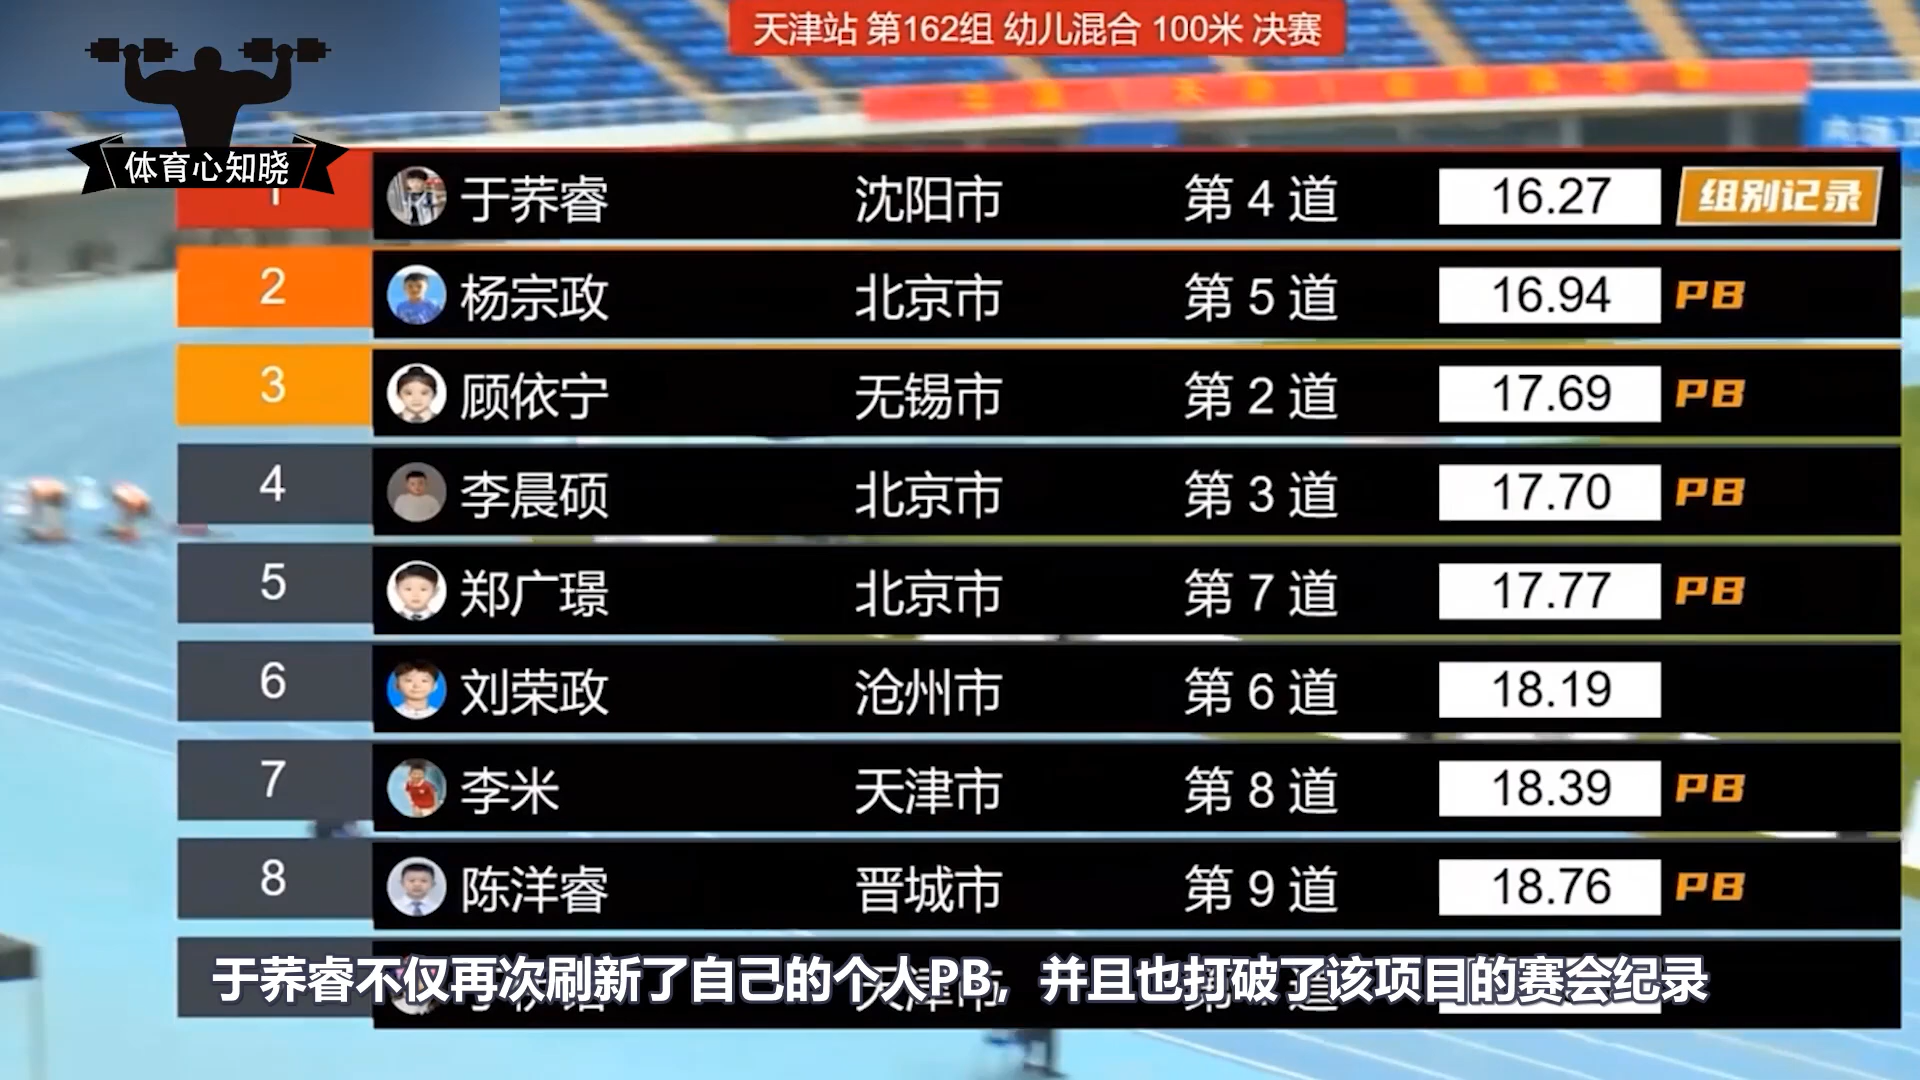 天津站 第162组 幼儿混合 100米 决赛
体育心知晓
1 于荞睿 沈阳市 第 4 道 16.27 组别记录
2 杨宗政 北京市 第 5 道 16.94 PB
3 顾依宁 无锡市 第 2 道 17.69 PB
4 李晨硕 北京市 第 3 道 17.70 PB
5 郑广璟 北京市 第 7 道 17.77 PB
6 刘荣政 沧州市 第 6 道 18.19
7 李米 天津市 第 8 道 18.39 PB
8 陈洋睿 晋城市 第 9 道 18.76 PB
于荞睿不仅再次刷新了自己的个人PB，并且也打破了该项目的赛会纪录